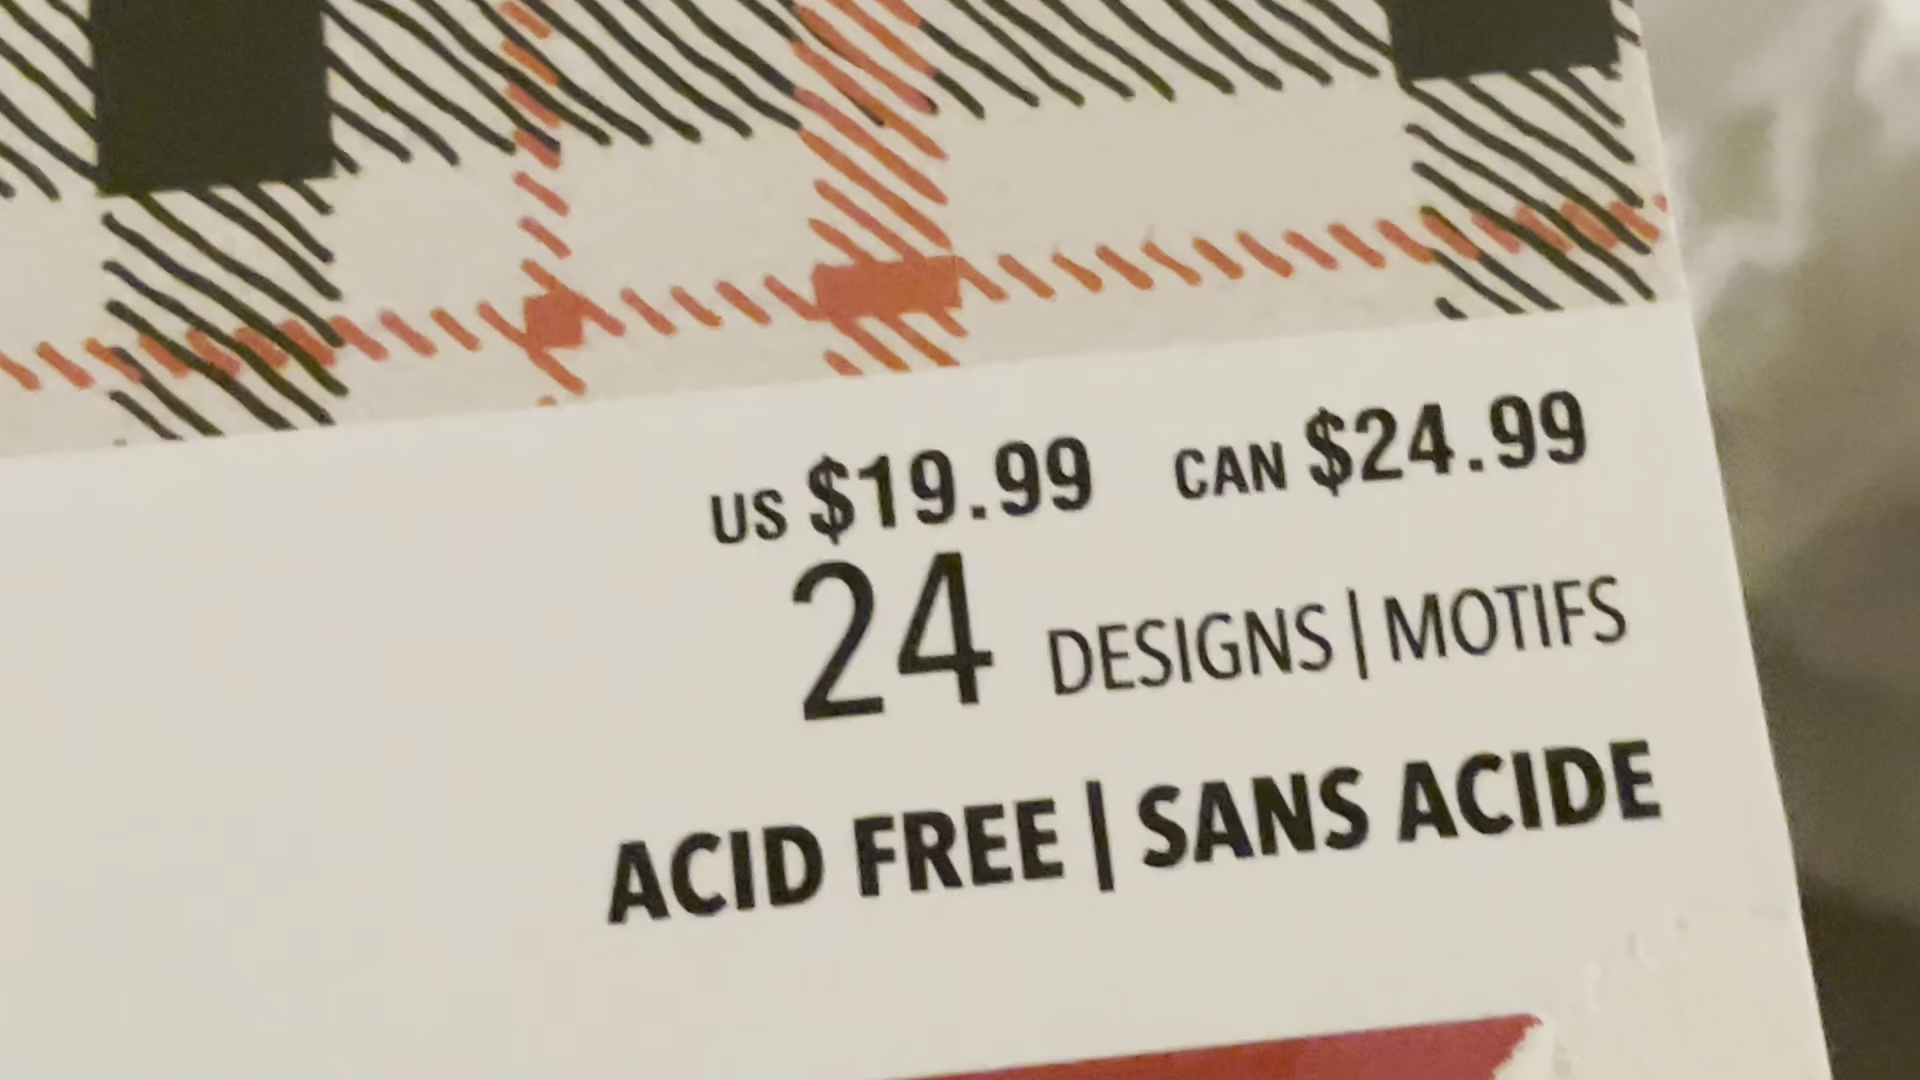 US $19.99 CAN $24.99
24 DESIGNS | MOTIFS
ACID FREE | SANS ACIDE